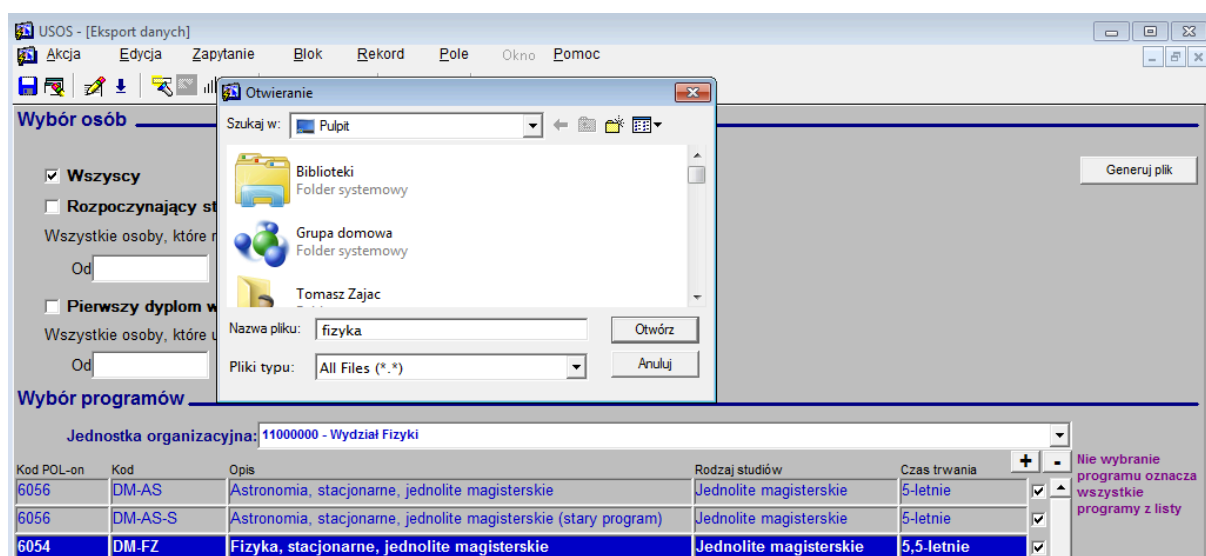 USOS - [Eksport danych]
Akcja Edycja Zapytanie Blok Rekord Pole Okno Pomoc
Otwieranie
Wybór osób
Szukaj w: Pulpit
Biblioteki
Folder systemowy
Grupa domowa
Folder systemowy
Tomasz Zajac
Nazwa pliku: fizyka Otwórz
Pliki typu: All Files (*.*) Anuluj
Wszyscy
Generuj plik
Rozpoczynający
Wszystkie osoby, które
Od
Pierwszy dyplom
Wszystkie osoby, które
Od
Wybór programów
Jednostka organizacyjna: 11000000 - Wydział Fizyki
Kod POL-on Kod Opis Rodzaj studiów Czas trwania + -
6056 DM-AS Astronomia, stacjonarne, jednolite magisterskie Jednolite magisterskie 5-letnie
6056 DM-AS-S Astronomia, stacjonarne, jednolite magisterskie (stary program) Jednolite magisterskie 5-letnie
6054 DM-FZ Fizyka, stacjonarne, jednolite magisterskie Jednolite magisterskie 5,5-letnie
Nie wybranie
programu oznacza
wszystkie
programy z listy